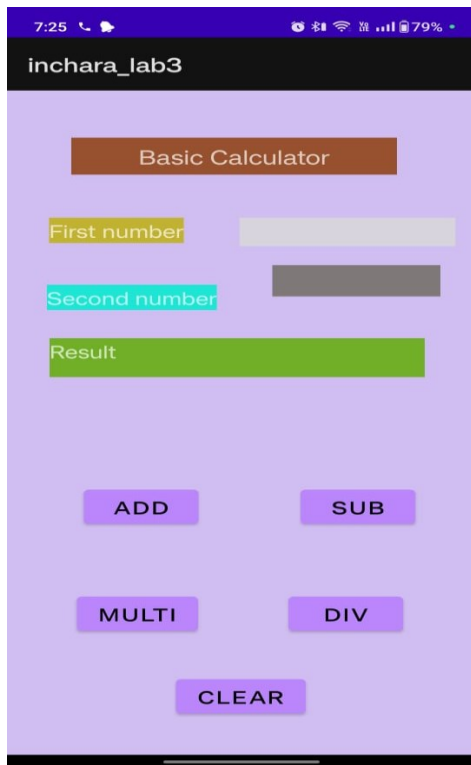 7:25 79%
inchara_lab3
Basic Calculator
First number
Second number
Result
ADD SUB
MULTI DIV
CLEAR